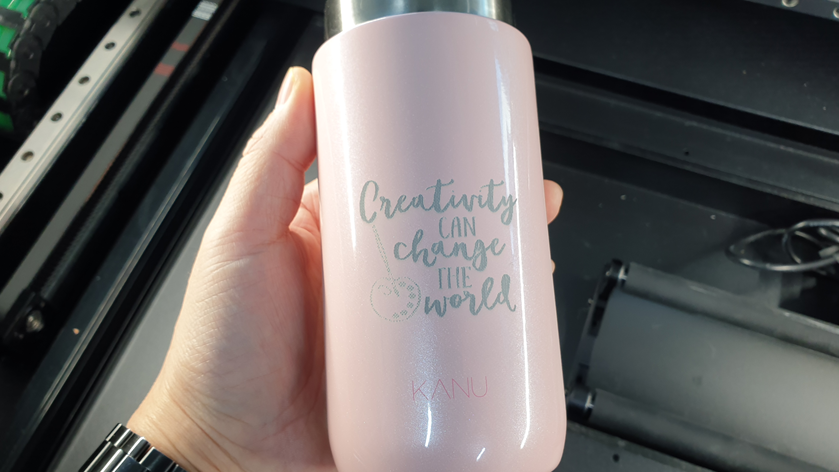 Creativity
CAN
change
THE
world
KANU